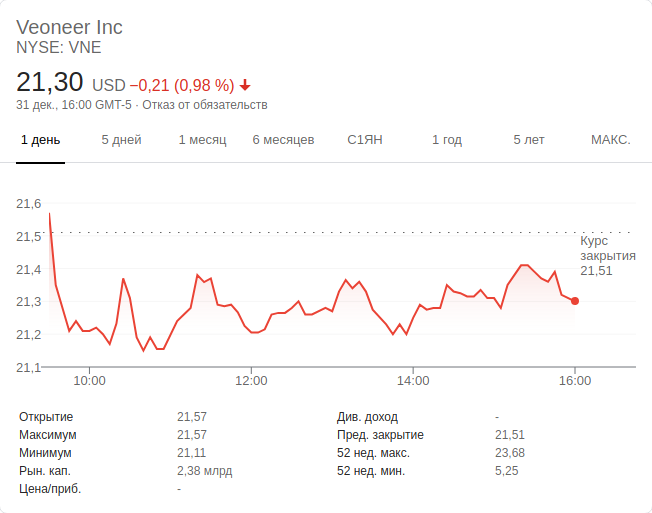 Veoneer Inc
NYSE: VNE
21,30 USD −0,21 (0,98 %)
31 дек., 16:00 GMT-5 · Отказ от обязательств
1 день 5 дней 1 месяц 6 месяцев С1ЯН 1 год 5 лет МАКС.
21,6
21,5
Курс
закрытия
21,51
21,4
21,3
21,2
21,1
10:00 12:00 14:00 16:00
Открытие 21,57 Див. доход -
Максимум 21,57 Пред. закрытие 21,51
Минимум 21,11 52 нед. макс. 23,68
Рын. кап. 2,38 млрд 52 нед. мин. 5,25
Цена/приб. -